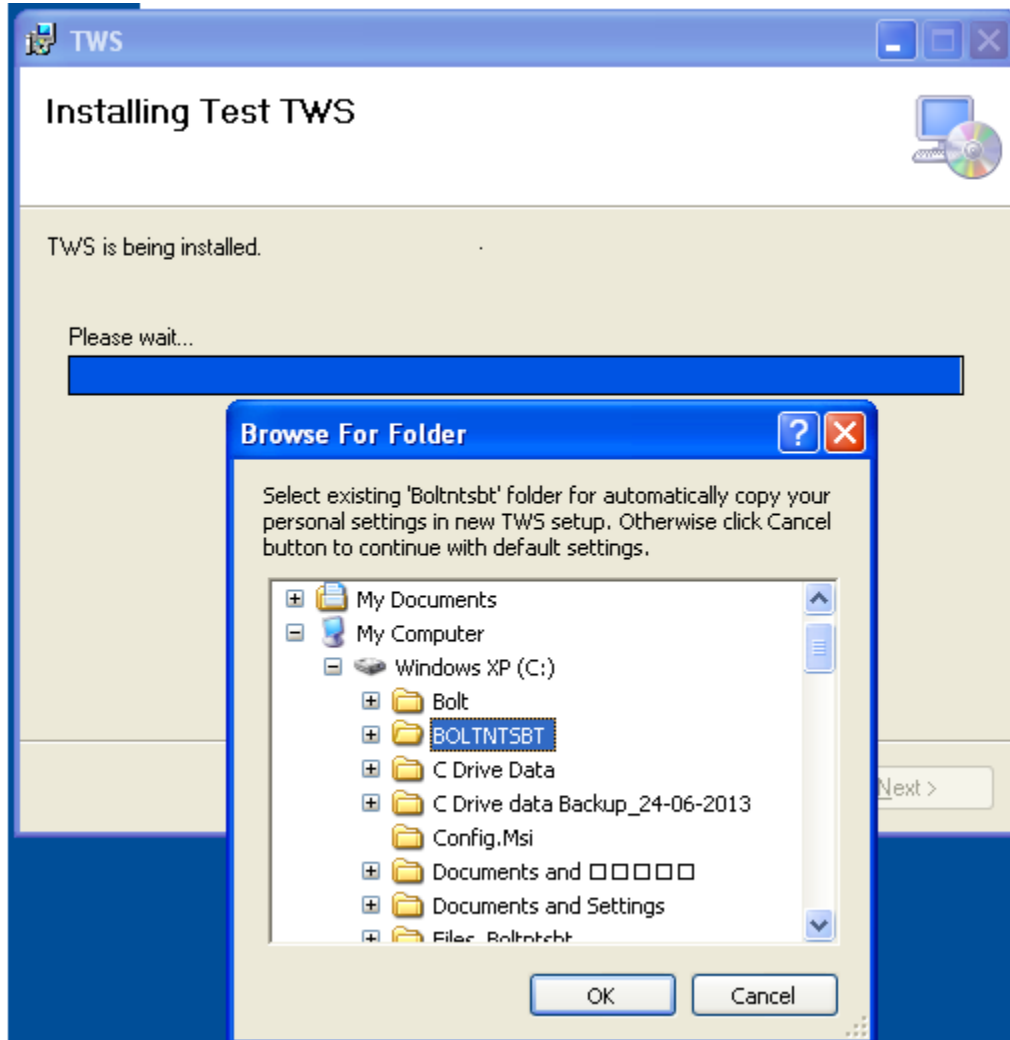 TWS
Installing Test TWS
TWS is being installed.
Please wait...
Browse For Folder
Select existing 'Boltntsbt' folder for automatically copy your
personal settings in new TWS setup. Otherwise click Cancel
button to continue with default settings.
My Documents
My Computer
Windows XP (C:)
Bolt
BOLTNTSBT
C Drive Data
C Drive data Backup_24-06-2013
Config.Msi
Documents and □□□□□
Documents and Settings
Files_Boltntsbt
Next >
OK
Cancel